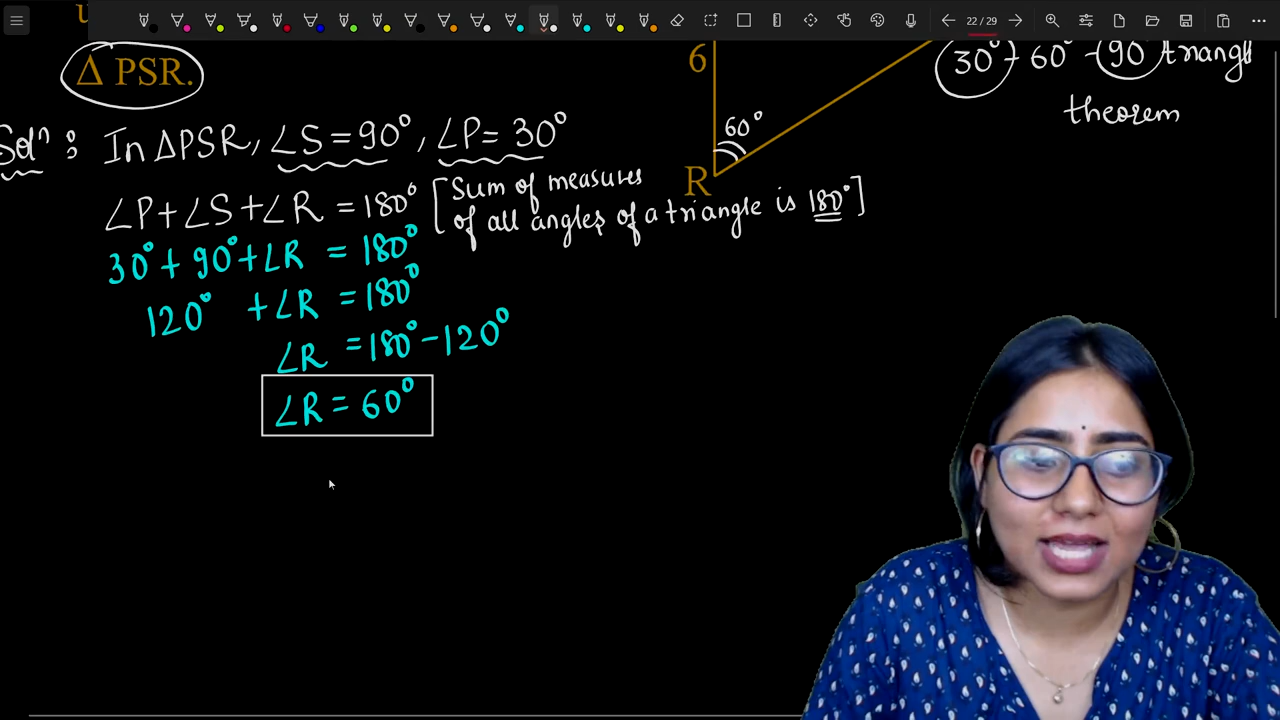 22 / 29
Δ PSR.
6
30° - 60° - 90° triangle
theorem
60°
R
Solⁿ : In ΔPSR, ∠S = 90°, ∠P = 30°
∠P + ∠S + ∠R = 180° [Sum of measures
of all angles of a triangle is 180°]
30° + 90° + ∠R = 180°
120° + ∠R = 180°
∠R = 180° - 120°
∠R = 60°